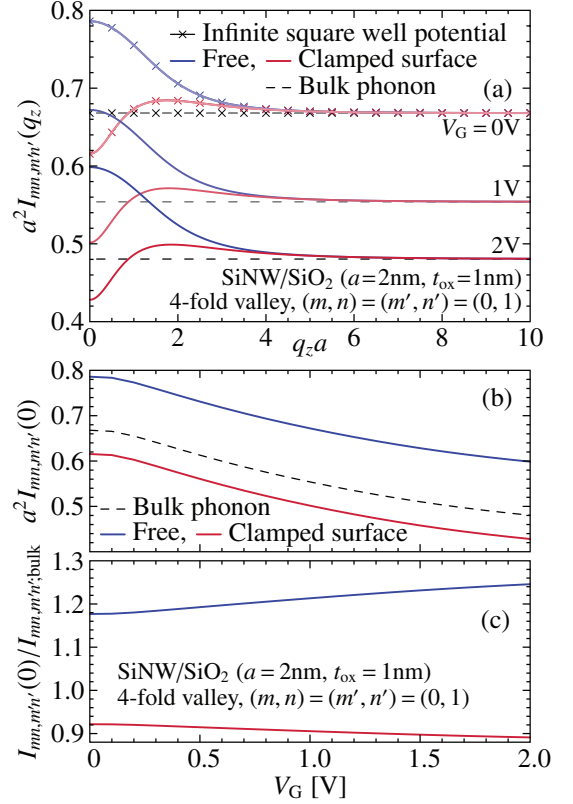 0.8
0.7
0.6
0.5
0.4
a²I_{mn,m′n′}(q_z)
Infinite square well potential
Free, Clamped surface
Bulk phonon (a)
V_G = 0V
1V
2V
SiNW/SiO₂ (a = 2nm, t_ox = 1nm)
4-fold valley, (m, n) = (m′, n′) = (0, 1)
0 2 4 6 8 10
q_z a
0.8
0.7
0.6
0.5
a²I_{mn,m′n′}(0)
(b)
Bulk phonon
Free, Clamped surface
1.3
1.2
1.1
1.0
0.9
I_{mn,m′n′}(0)/I_{mn,m′n′;bulk}
(c)
SiNW/SiO₂ (a = 2nm, t_ox = 1nm)
4-fold valley, (m, n) = (m′, n′) = (0, 1)
0.0 0.5 1.0 1.5 2.0
V_G [V]